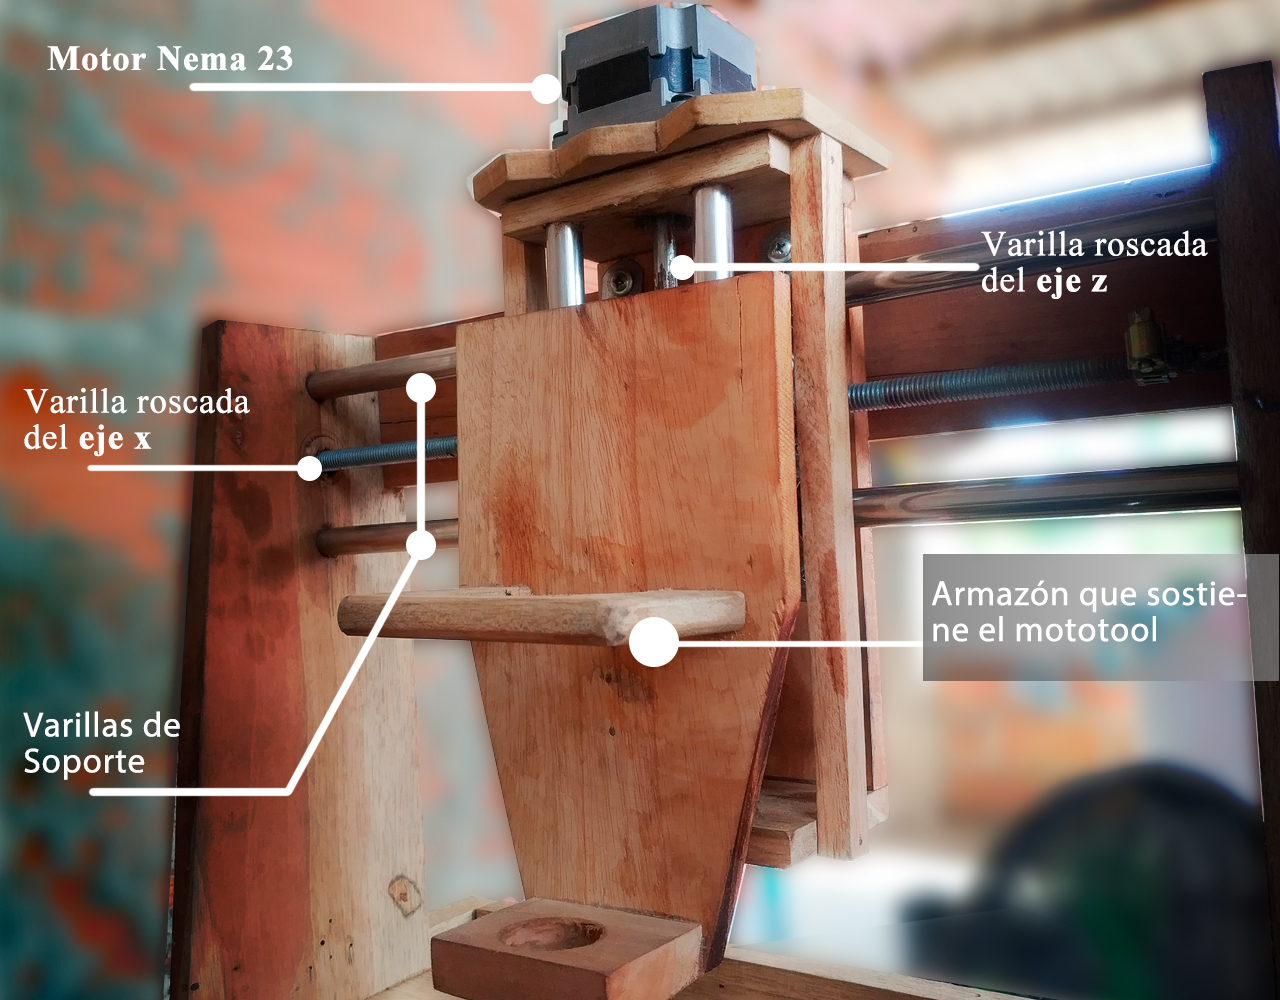 Motor Nema 23
Varilla roscada
del eje z
Varilla roscada
del eje x
Armazón que sostie-
ne el mototool
Varillas de
Soporte